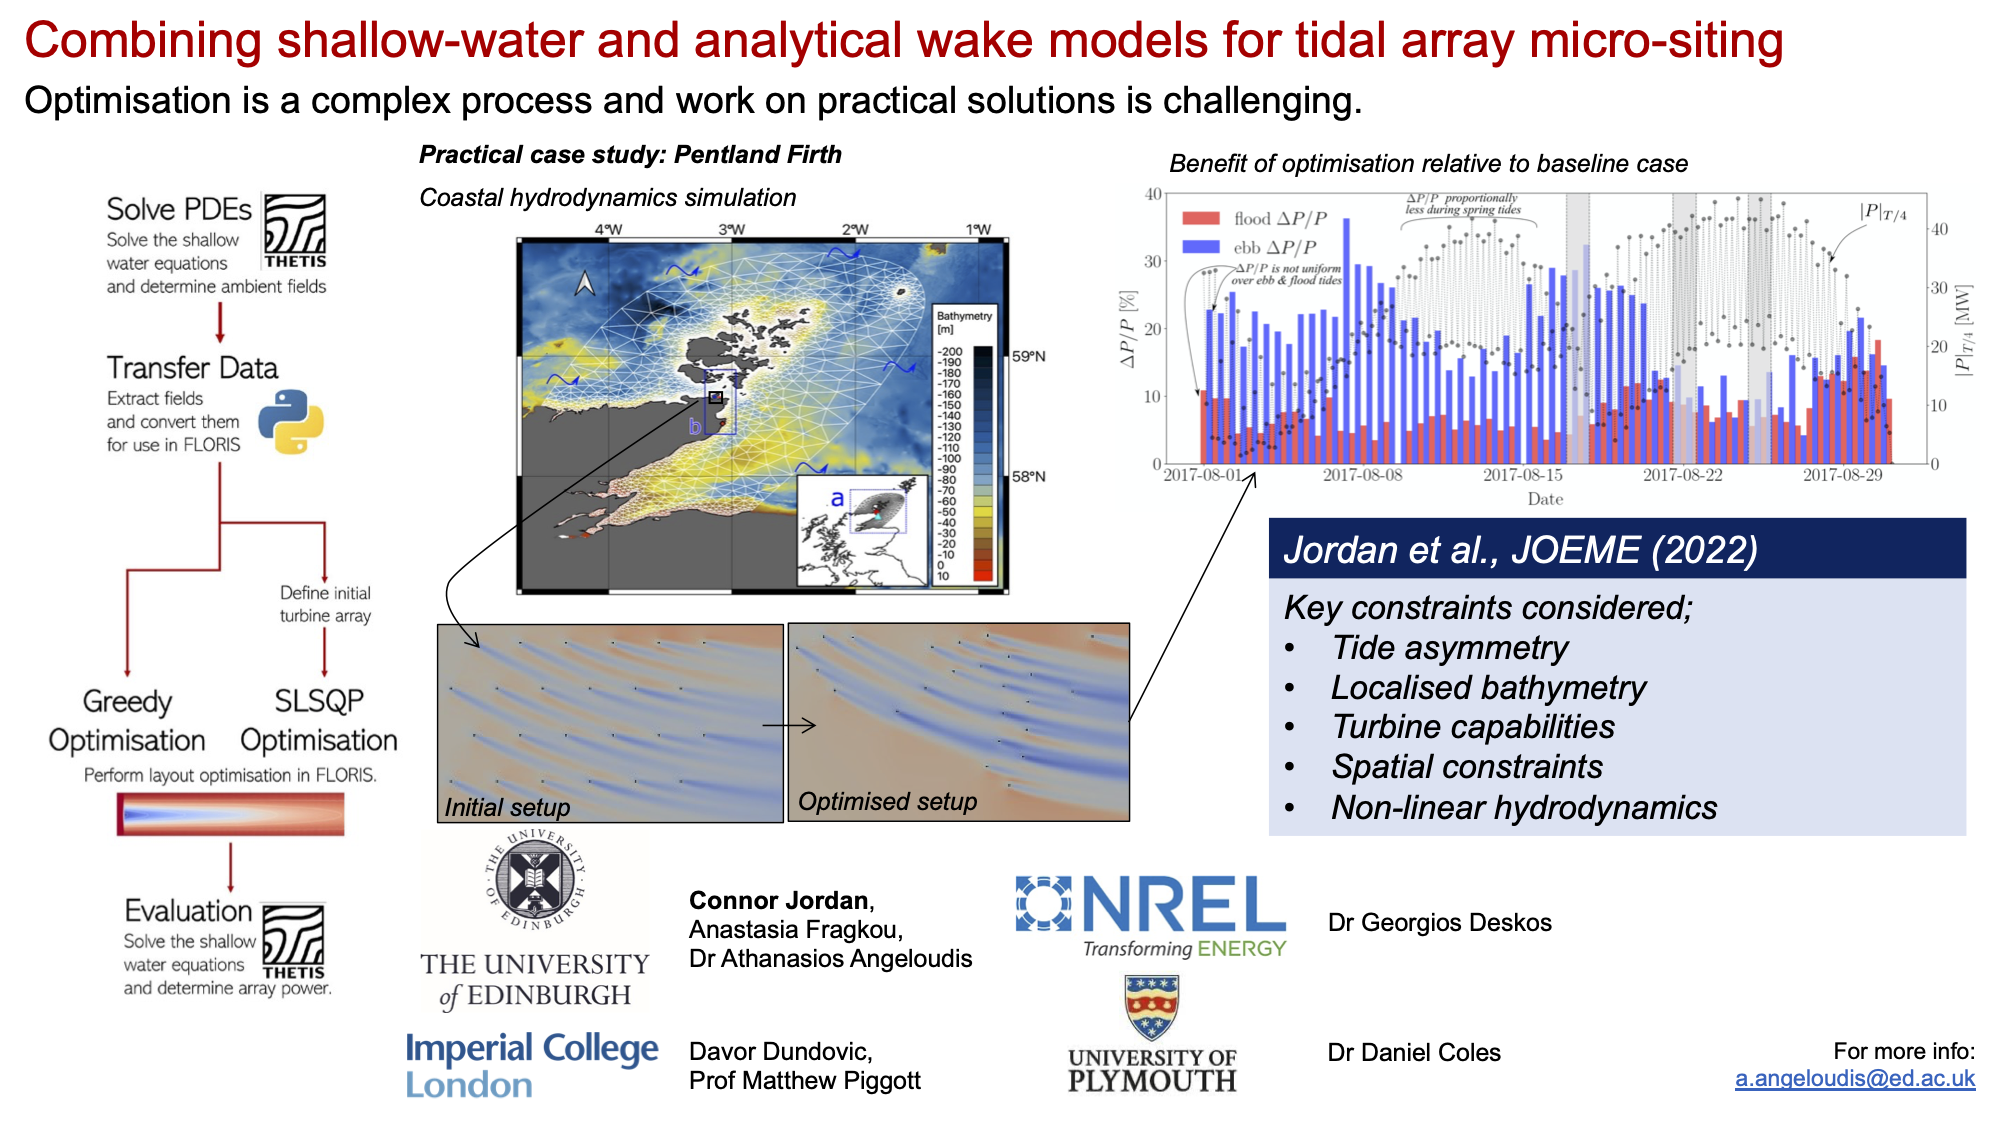 Combining shallow-water and analytical wake models for tidal array micro-siting
Optimisation is a complex process and work on practical solutions is challenging.
Solve PDEs
Solve the shallow
water equations
and determine ambient fields
THETIS
Transfer Data
Extract fields
and convert them
for use in FLORIS
Define initial
turbine array
Greedy
Optimisation
SLSQP
Optimisation
Perform layout optimisation in FLORIS.
Evaluation
Solve the shallow
water equations
and determine array power.
THETIS
Practical case study: Pentland Firth
Coastal hydrodynamics simulation
4°W 3°W 2°W 1°W
59°N
58°N
Bathymetry
[m]
-200
-190
-180
-170
-160
-150
-140
-130
-120
-110
-100
-90
-80
-70
-60
-50
-40
-30
-20
-10
0
10
b
a
Initial setup
Optimised setup
Benefit of optimisation relative to baseline case
40
30
20
10
0
ΔP/P [%]
flood ΔP/P
ebb ΔP/P
ΔP/P is not uniform
over ebb & flood tides
ΔP/P proportionally
less during spring tides
|P|T/4
40
30
20
10
0
|P|T/4 [MW]
2017-08-01 2017-08-08 2017-08-15 2017-08-22 2017-08-29
Date
Jordan et al., JOEME (2022)
Key constraints considered;
• Tide asymmetry
• Localised bathymetry
• Turbine capabilities
• Spatial constraints
• Non-linear hydrodynamics
THE UNIVERSITY OF EDINBURGH
THE UNIVERSITY
of EDINBURGH
Connor Jordan,
Anastasia Fragkou,
Dr Athanasios Angeloudis
NREL
Transforming ENERGY
Dr Georgios Deskos
Imperial College
London
Davor Dundovic,
Prof Matthew Piggott
UNIVERSITY OF
PLYMOUTH
Dr Daniel Coles
For more info:
a.angeloudis@ed.ac.uk